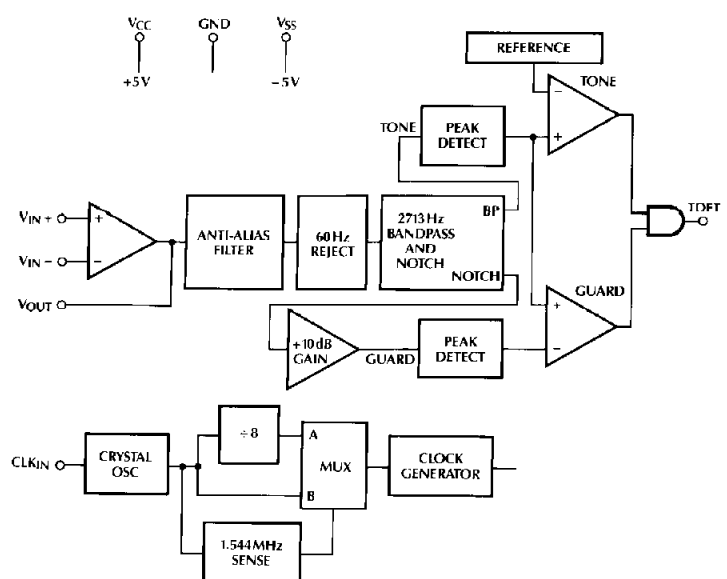 VCC
GND
VSS
+5V
−5V
REFERENCE
TONE
−
+
TONE
PEAK
DETECT
VIN +
+
VIN −
−
VOUT
ANTI-ALIAS
FILTER
60 Hz
REJECT
2713 Hz
BANDPASS
AND
NOTCH
BP
NOTCH
TDET
GUARD
+
−
+10 dB
GAIN
GUARD
PEAK
DETECT
CLKIN
CRYSTAL
OSC
÷8
A
B
MUX
CLOCK
GENERATOR
1.544 MHz
SENSE